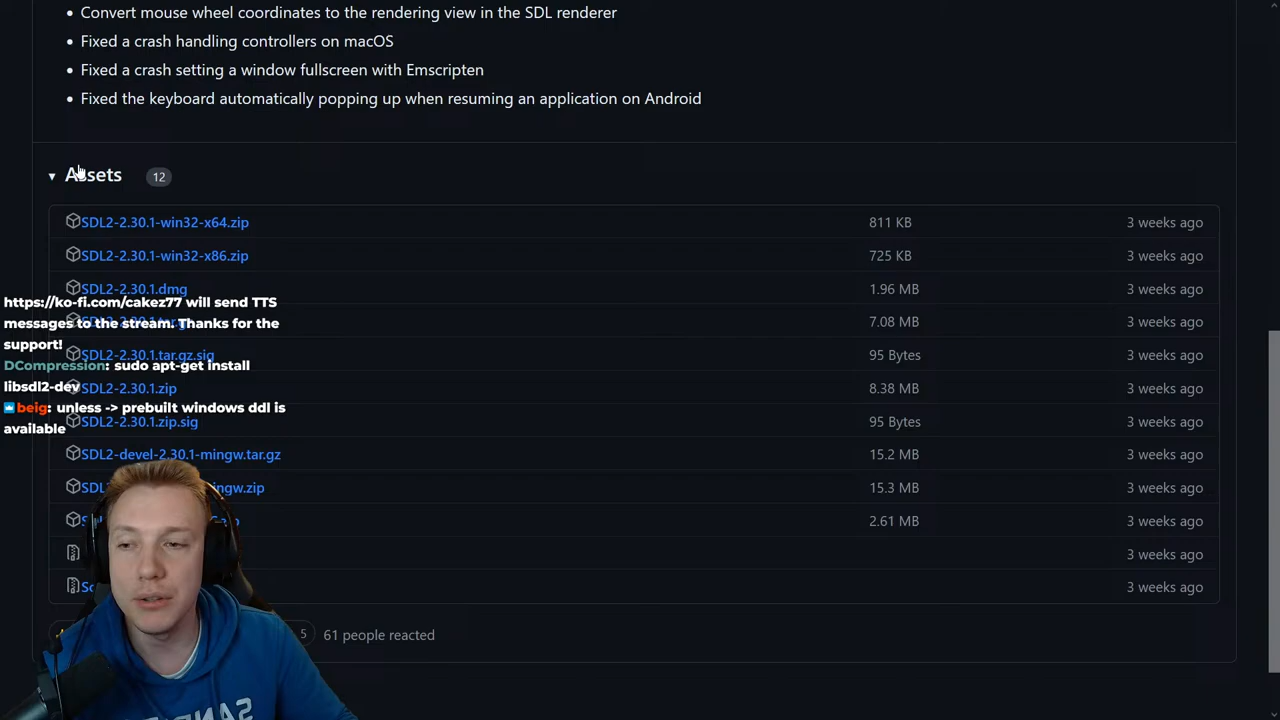 Convert mouse wheel coordinates to the rendering view in the SDL renderer
Fixed a crash handling controllers on macOS
Fixed a crash setting a window fullscreen with Emscripten
Fixed the keyboard automatically popping up when resuming an application on Android
Assets 12
SDL2-2.30.1-win32-x64.zip 811 KB 3 weeks ago
SDL2-2.30.1-win32-x86.zip 725 KB 3 weeks ago
SDL2-2.30.1.dmg 1.96 MB 3 weeks ago
https://ko-fi.com/cakez77 will send TTS
messages to the stream. Thanks for the
support!
7.08 MB 3 weeks ago
SDL2-2.30.1.tar.gz.sig 95 Bytes 3 weeks ago
DCompression: sudo apt-get install
libsdl2-dev
SDL2-2.30.1.zip 8.38 MB 3 weeks ago
beig: unless -> prebuilt windows ddl is
available
SDL2-2.30.1.zip.sig 95 Bytes 3 weeks ago
SDL2-devel-2.30.1-mingw.tar.gz 15.2 MB 3 weeks ago
SDL ngw.zip 15.3 MB 3 weeks ago
2.61 MB 3 weeks ago
3 weeks ago
So 3 weeks ago
5 61 people reacted